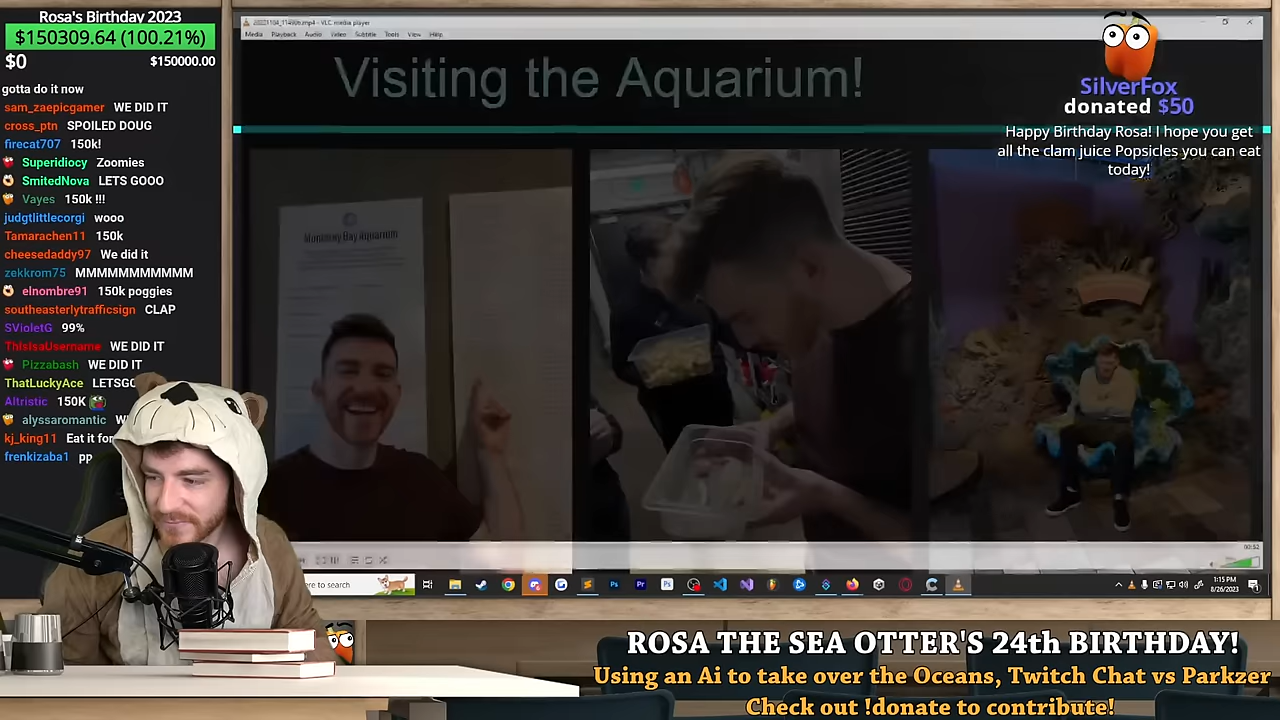 Rosa's Birthday 2023
$150309.64 (100.21%)
$0
$150000.00
gotta do it now
sam_zaepicgamer WE DID IT
cross_ptn SPOILED DOUG
firecat707 150k!
Superidiocy Zoomies
SmitedNova LETS GOOO
Vayes 150k !!!
judgtlittlecorgi wooo
Tamarachen11 150k
cheesedaddy97 We did it
zekkrom75 MMMMMMMMMMM
elnombre91 150k poggies
southeasterlytrafficsign CLAP
SVioletG 99%
ThisIsaUsername WE DID IT
Pizzabash WE DID IT
ThatLuckyAce LETSGO
Altristic 150K
alyssaromantic W
kj_king11 Eat it for
frenkizaba1 pp
VLC media player
Media Playback Audio Video Subtitle Tools View Help
Visiting the Aquarium!
Monterey Bay Aquarium
SilverFox
donated $50
Happy Birthday Rosa! I hope you get
all the clam juice Popsicles you can eat
today!
00:52
ere to search
1:15 PM
8/26/2023
ROSA THE SEA OTTER'S 24th BIRTHDAY!
Using an Ai to take over the Oceans, Twitch Chat vs Parkzer
Check out !donate to contribute!